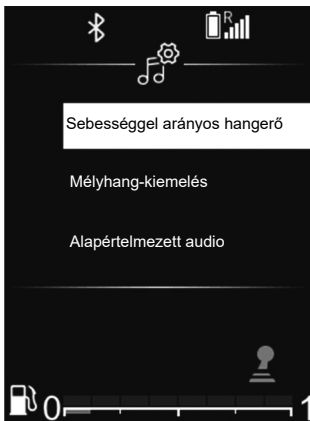 R
Sebességgel arányos hangerő
Mélyhang-kiemelés
Alapértelmezett audio
0 1